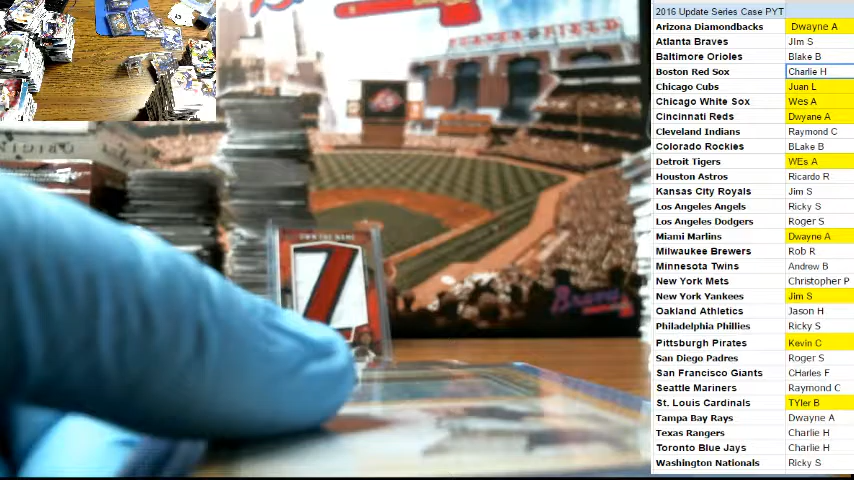 2016 Update Series Case PYT
Arizona Diamondbacks Dwayne A
Atlanta Braves JIm S
Baltimore Orioles Blake B
Boston Red Sox Charlie H
Chicago Cubs Juan L
Chicago White Sox Wes A
Cincinnati Reds Dwyane A
Cleveland Indians Raymond C
Colorado Rockies BLake B
Detroit Tigers WEs A
Houston Astros Ricardo R
Kansas City Royals Jim S
Los Angeles Angels Ricky S
Los Angeles Dodgers Roger S
Miami Marlins Dwayne A
Milwaukee Brewers Rob R
Minnesota Twins Andrew B
New York Mets Christopher P
New York Yankees Jim S
Oakland Athletics Jason H
Philadelphia Phillies Ricky S
Pittsburgh Pirates Kevin C
San Diego Padres Roger S
San Francisco Giants CHarles F
Seattle Mariners Raymond C
St. Louis Cardinals TYler B
Tampa Bay Rays Dwayne A
Texas Rangers Charlie H
Toronto Blue Jays Charlie H
Washington Nationals Ricky S
TURNER FIELD
OWN THE NAME
7
Braves
ORIGIN